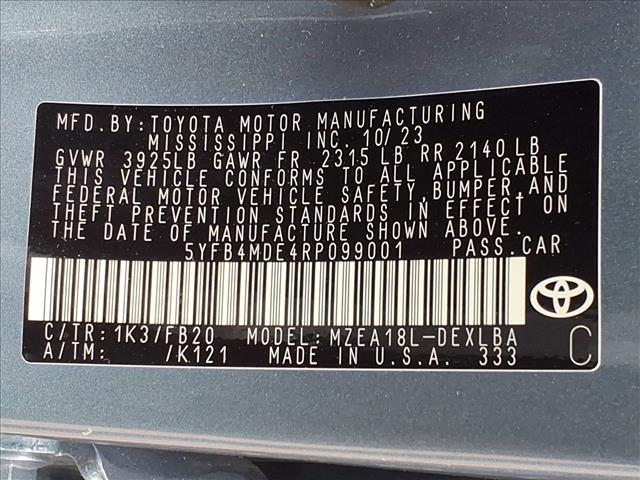 MFD.BY:TOYOTA MOTOR MANUFACTURING
MISSISSIPPI INC. 10/23
GVWR 3925LB GAWR FR 2315 LB RR 2140 LB
THIS VEHICLE CONFORMS TO ALL APPLICABLE
FEDERAL MOTOR VEHICLE SAFETY, BUMPER, AND
THEFT PREVENTION STANDARDS IN EFFECT ON
THE DATE OF MANUFACTURE SHOWN ABOVE.
5YFB4MDE4RP099001 PASS.CAR
C/TR: 1K3/FB20 MODEL: MZEA18L-DEXLBA
A/TM: /K121 MADE IN U.S.A. 333
C